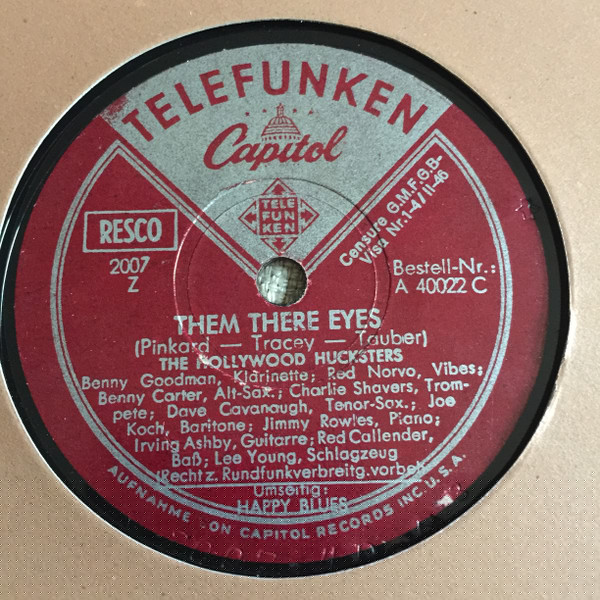 TELEFUNKEN
Capitol
TELE
FUN
KEN
RESCO
2007
Z
Censure G.M.F.G.B-
Visa Nr. 1-4/II-46
Bestell-Nr.:
A 40022 C
THEM THERE EYES
(Pinkard — Tracey — Tauber)
THE HOLLYWOOD HUCKSTERS
Benny Goodman, Klarinette; Red Norvo, Vibes;
Benny Carter, Alt-Sax.; Charlie Shavers, Trom-
pete; Dave Cavanaugh, Tenor-Sax.; Joe
Koch, Baritone; Jimmy Rowles, Piano;
Irving Ashby, Guitarre; Red Callender,
Baß; Lee Young, Schlagzeug
(Recht z. Rundfunkverbreitg. vorbeh.
Umseitig:
HAPPY BLUES
AUFNAHME VON CAPITOL RECORDS INC. U.S.A.